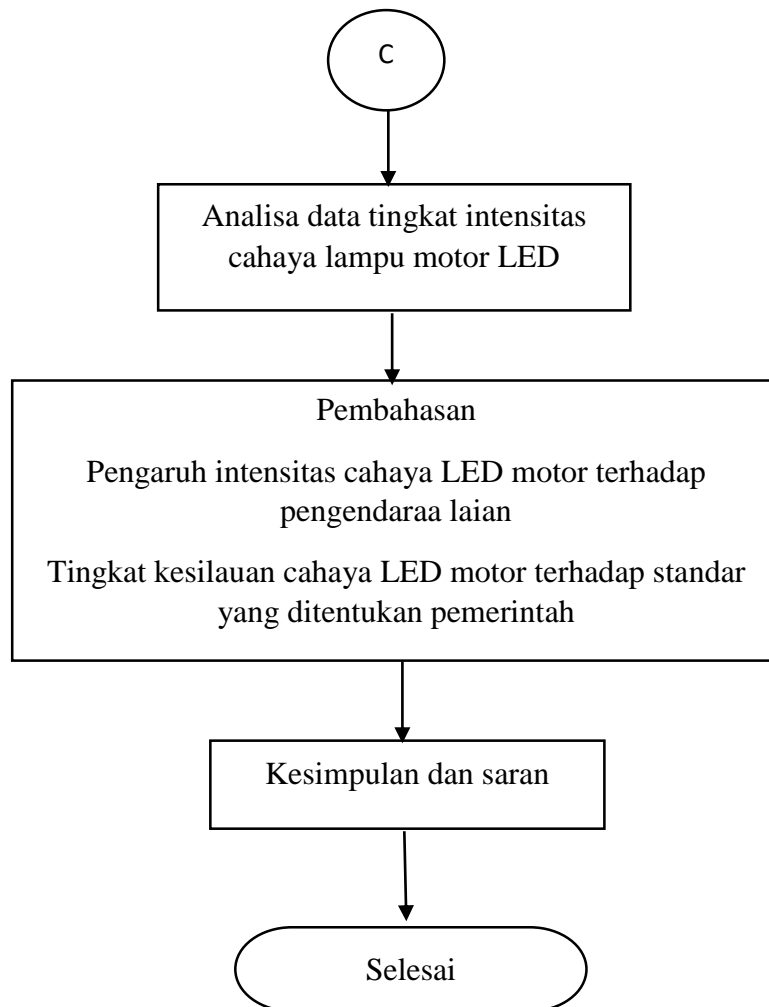 C
Analisa data tingkat intensitas
cahaya lampu motor LED
Pembahasan
Pengaruh intensitas cahaya LED motor terhadap
pengendaraa laian
Tingkat kesilauan cahaya LED motor terhadap standar
yang ditentukan pemerintah
Kesimpulan dan saran
Selesai